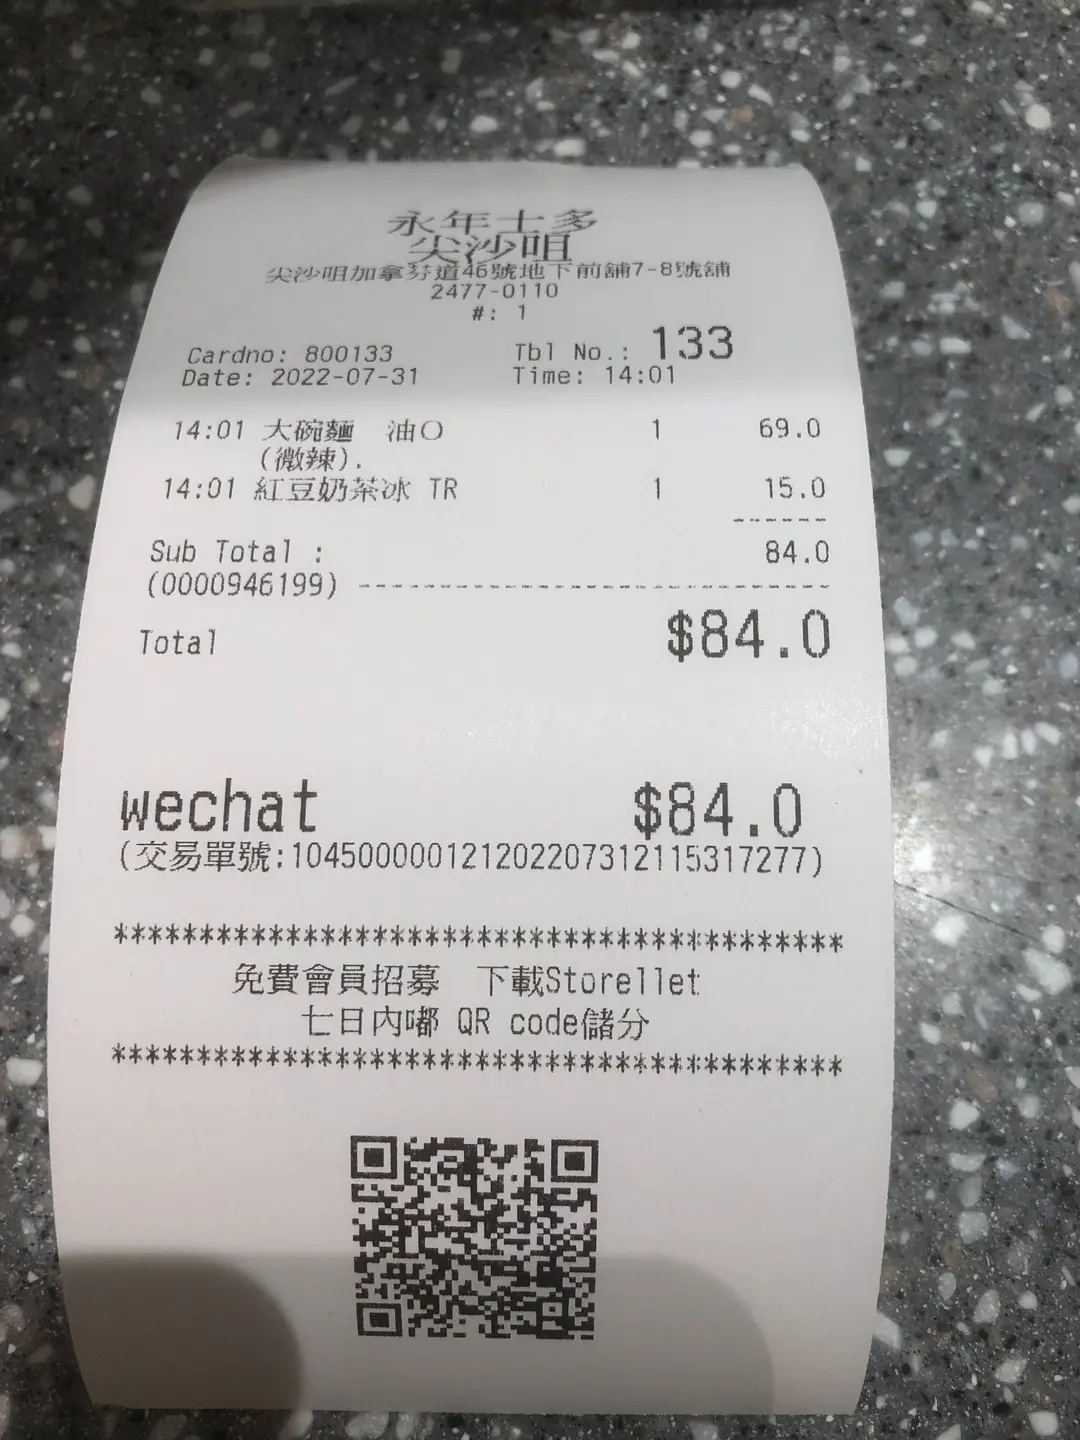 永年士多
尖沙咀
尖沙咀加拿芬道46號地下前舖7-8號舖
2477-0110
#: 1
Cardno: 800133 Tbl No.: 133
Date: 2022-07-31 Time: 14:01
14:01 大碗麵 油O 1 69.0
(微辣).
14:01 紅豆奶茶冰 TR 1 15.0
------
Sub Total : 84.0
(0000946199) ------------------------------
Total $84.0
wechat $84.0
(交易單號:104500000121202207312115317277)
******************************************
免費會員招募 下載Storellet
七日內嘟 QR code儲分
******************************************